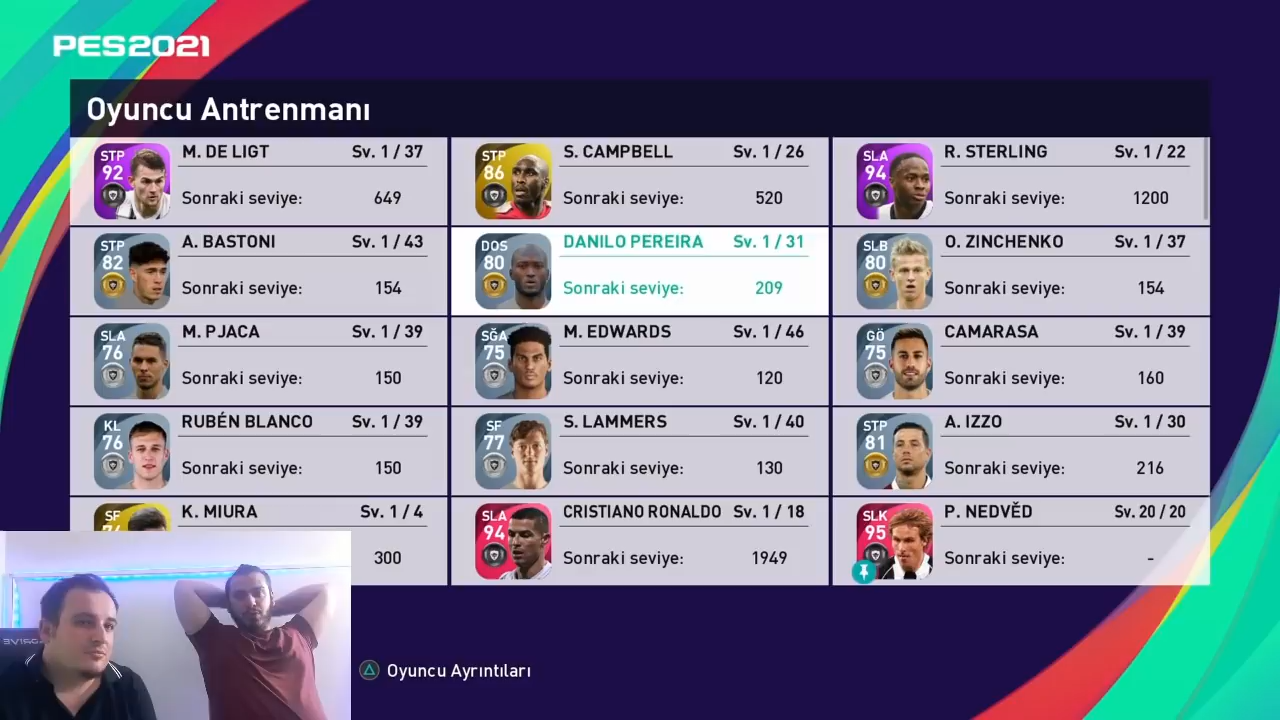 PES2021
Oyuncu Antrenmanı
STP 92 M. DE LIGT Sv. 1 / 37
Sonraki seviye: 649
STP 86 S. CAMPBELL Sv. 1 / 26
Sonraki seviye: 520
SLA 94 R. STERLING Sv. 1 / 22
Sonraki seviye: 1200
STP 82 A. BASTONI Sv. 1 / 43
Sonraki seviye: 154
DOS 80 DANILO PEREIRA Sv. 1 / 31
Sonraki seviye: 209
SLB 80 O. ZINCHENKO Sv. 1 / 37
Sonraki seviye: 154
SLA 76 M. PJACA Sv. 1 / 39
Sonraki seviye: 150
SĞA 75 M. EDWARDS Sv. 1 / 46
Sonraki seviye: 120
GÖ 75 CAMARASA Sv. 1 / 39
Sonraki seviye: 160
KL 76 RUBÉN BLANCO Sv. 1 / 39
Sonraki seviye: 150
SF 77 S. LAMMERS Sv. 1 / 40
Sonraki seviye: 130
STP 81 A. IZZO Sv. 1 / 30
Sonraki seviye: 216
SF K. MIURA Sv. 1 / 4
300
SLA 94 CRISTIANO RONALDO Sv. 1 / 18
Sonraki seviye: 1949
SLK 95 P. NEDVĚD Sv. 20 / 20
Sonraki seviye: -
Oyuncu Ayrıntıları